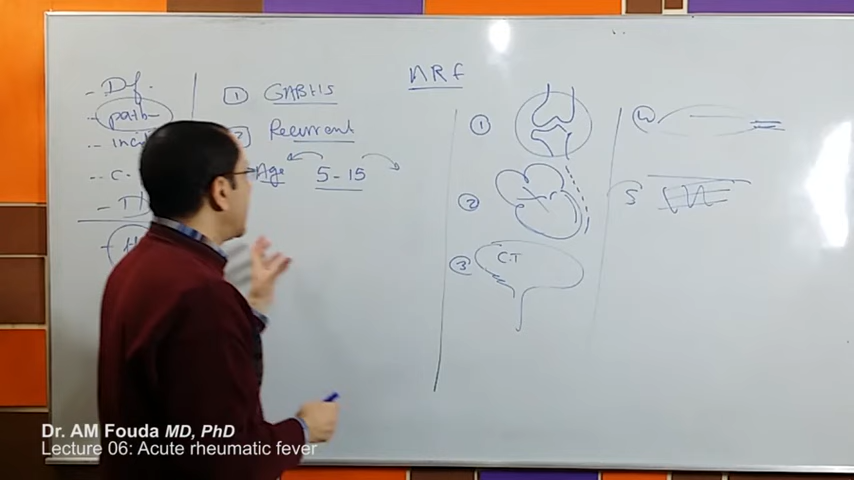 ARF
- Df.
- path
- inci
- C.
- D
① GABHS
② Recurrent
Age 5-15
①
②
③ C.T
④
5
Dr. AM Fouda MD, PhD
Lecture 06: Acute rheumatic fever